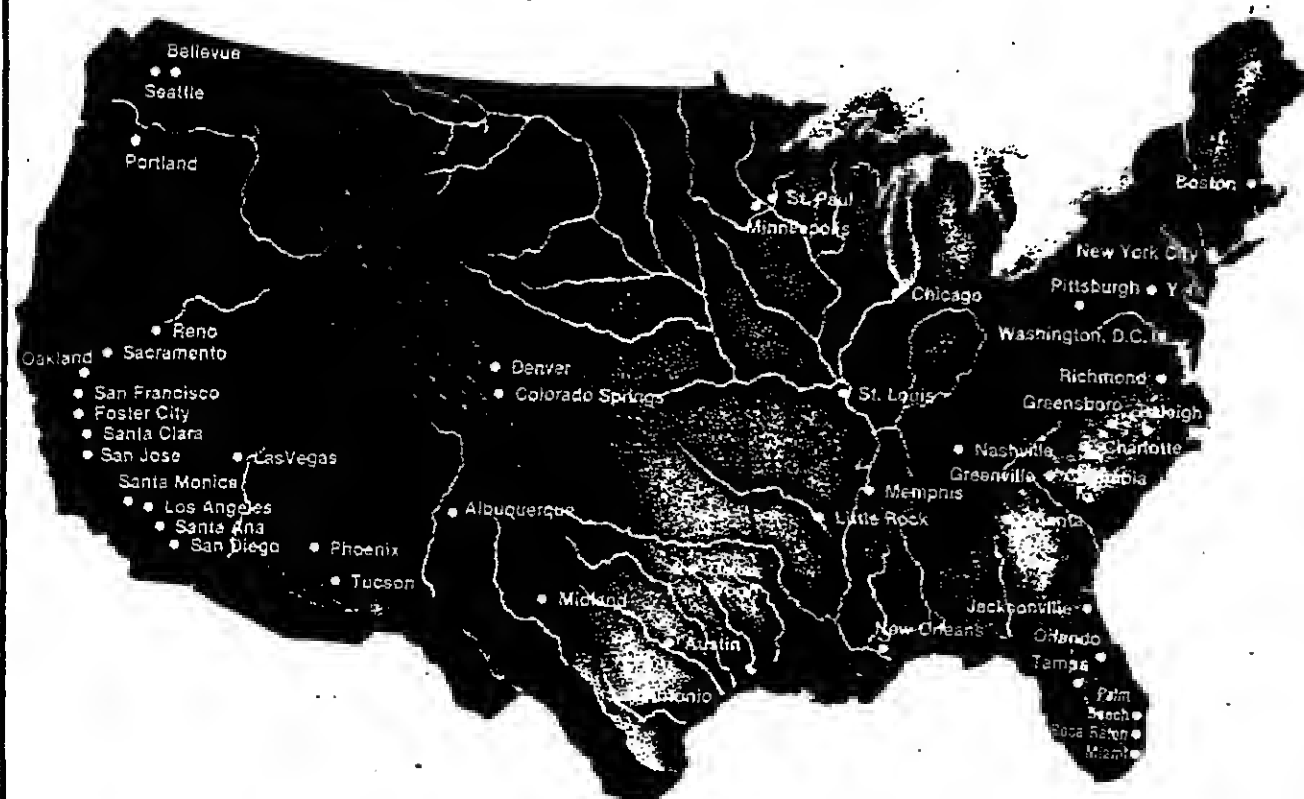 Bellevue
Seattle
Portland
St. Paul
Minneapolis
Boston
New York City
Pittsburgh
Chicago
Washington, D.C.
Reno
Oakland
Sacramento
Denver
San Francisco
Colorado Springs
St. Louis
Richmond
Foster City
Greensboro
Raleigh
Santa Clara
San Jose
LasVegas
Nashville
Charlotte
Greenville
Santa Monica
Los Angeles
Albuquerque
Memphis
Santa Ana
Little Rock
San Diego
Phoenix
Tucson
Midland
Jacksonville
Austin
New Orleans
Orlando
Tampa
Palm
Beach
Boca Raton
Miami